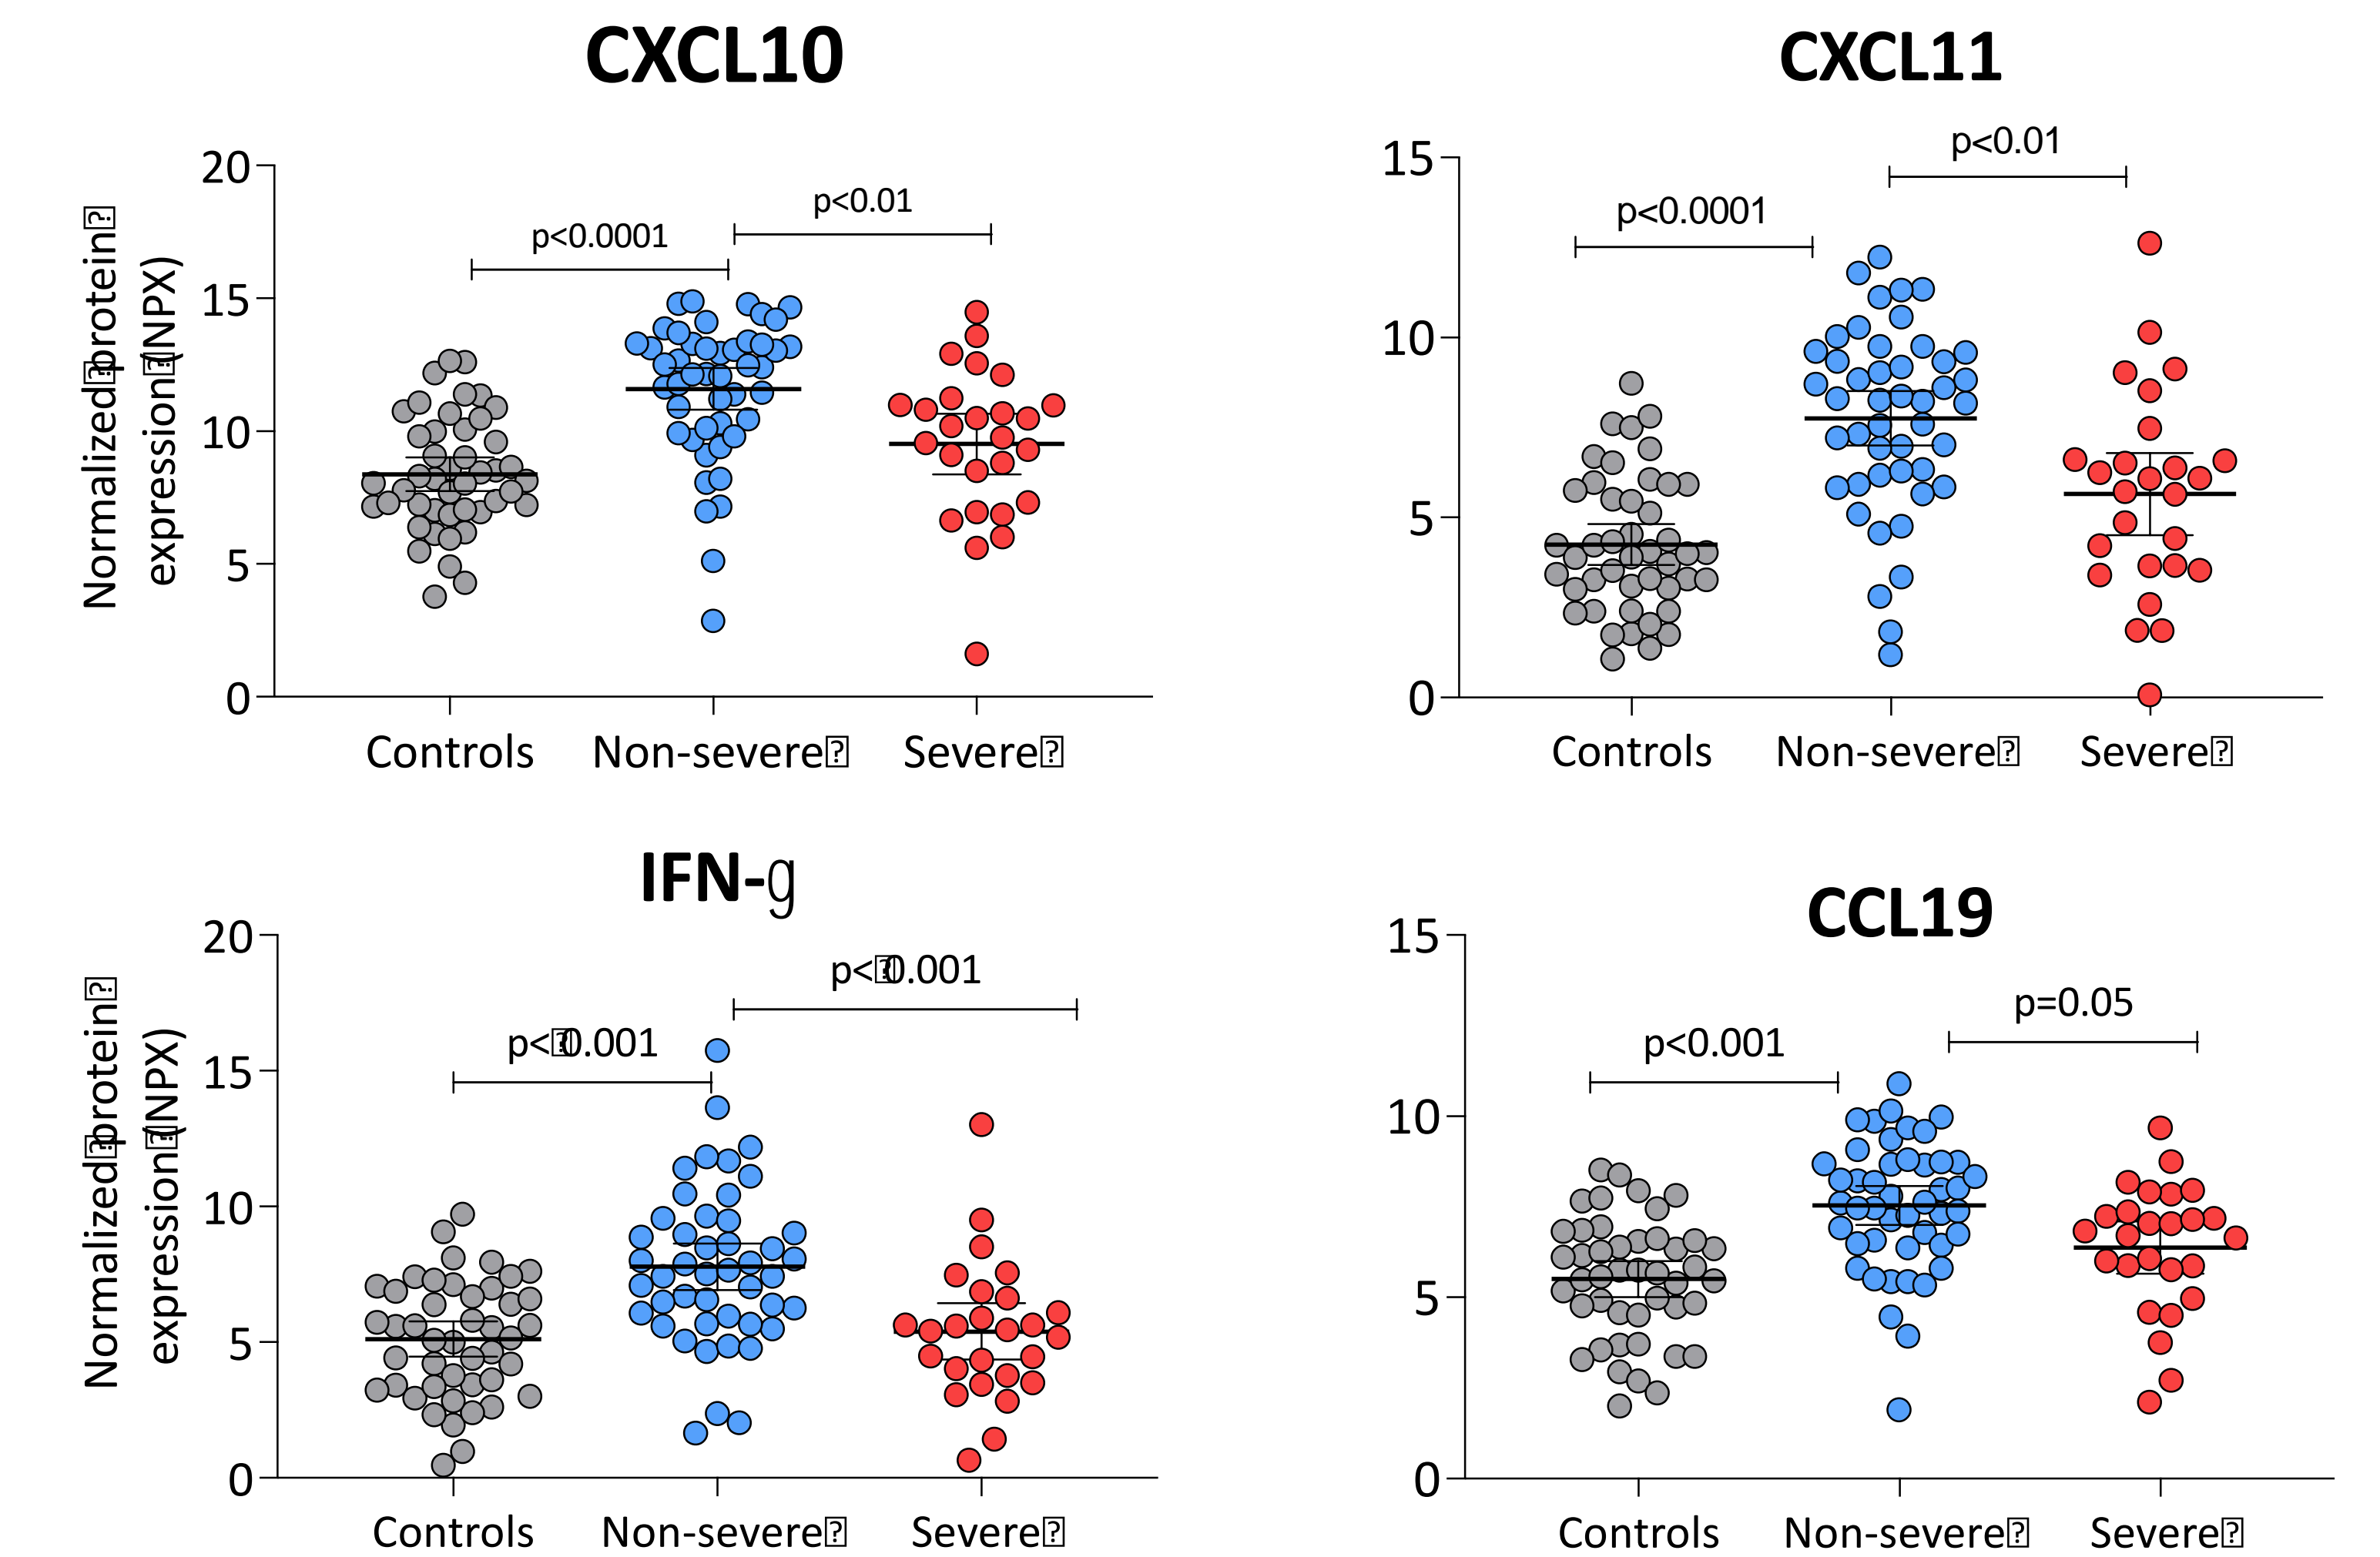 CXCL10
Normalized protein
expression (NPX)
20
15
10
5
0
p<0.0001
p<0.01
Controls
Non-severe
Severe
CXCL11
15
10
5
0
p<0.0001
p<0.01
Controls
Non-severe
Severe
IFN-g
Normalized protein
expression (NPX)
20
15
10
5
0
p< 0.001
p< 0.001
Controls
Non-severe
Severe
CCL19
15
10
5
0
p<0.001
p=0.05
Controls
Non-severe
Severe